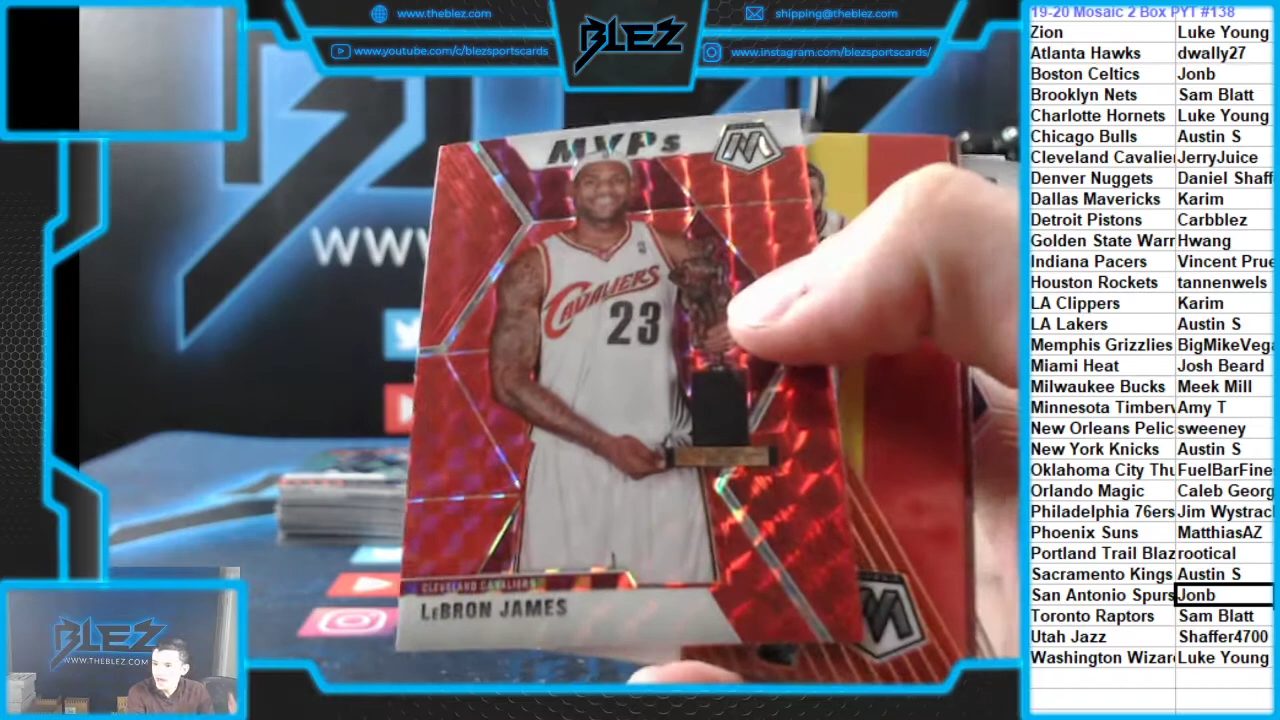 www.theblez.com
shipping@theblez.com
www.youtube.com/c/blezsportscards
BLEZ
www.instagram.com/blezsportscards/
19-20 Mosaic 2 Box PYT #138
Zion Luke Young
Atlanta Hawks dwally27
Boston Celtics Jonb
Brooklyn Nets Sam Blatt
Charlotte Hornets Luke Young
Chicago Bulls Austin S
Cleveland Cavalie JerryJuice
Denver Nuggets Daniel Shaff
Dallas Mavericks Karim
Detroit Pistons Carbblez
Golden State Warr Hwang
Indiana Pacers Vincent Prue
Houston Rockets tannenwels
LA Clippers Karim
LA Lakers Austin S
Memphis Grizzlies BigMikeVega
Miami Heat Josh Beard
Milwaukee Bucks Meek Mill
Minnesota Timberv Amy T
New Orleans Pelic sweeney
New York Knicks Austin S
Oklahoma City Thu FuelBarFine
Orlando Magic Caleb Georg
Philadelphia 76ers Jim Wystrac
Phoenix Suns MatthiasAZ
Portland Trail Blaz rootical
Sacramento Kings Austin S
San Antonio Spurs Jonb
Toronto Raptors Sam Blatt
Utah Jazz Shaffer4700
Washington Wizar Luke Young
WWW
MVPs
CAVALIERS
23
CLEVELAND CAVALIERS
LEBRON JAMES
BLEZ
WWW.THEBLEZ.COM